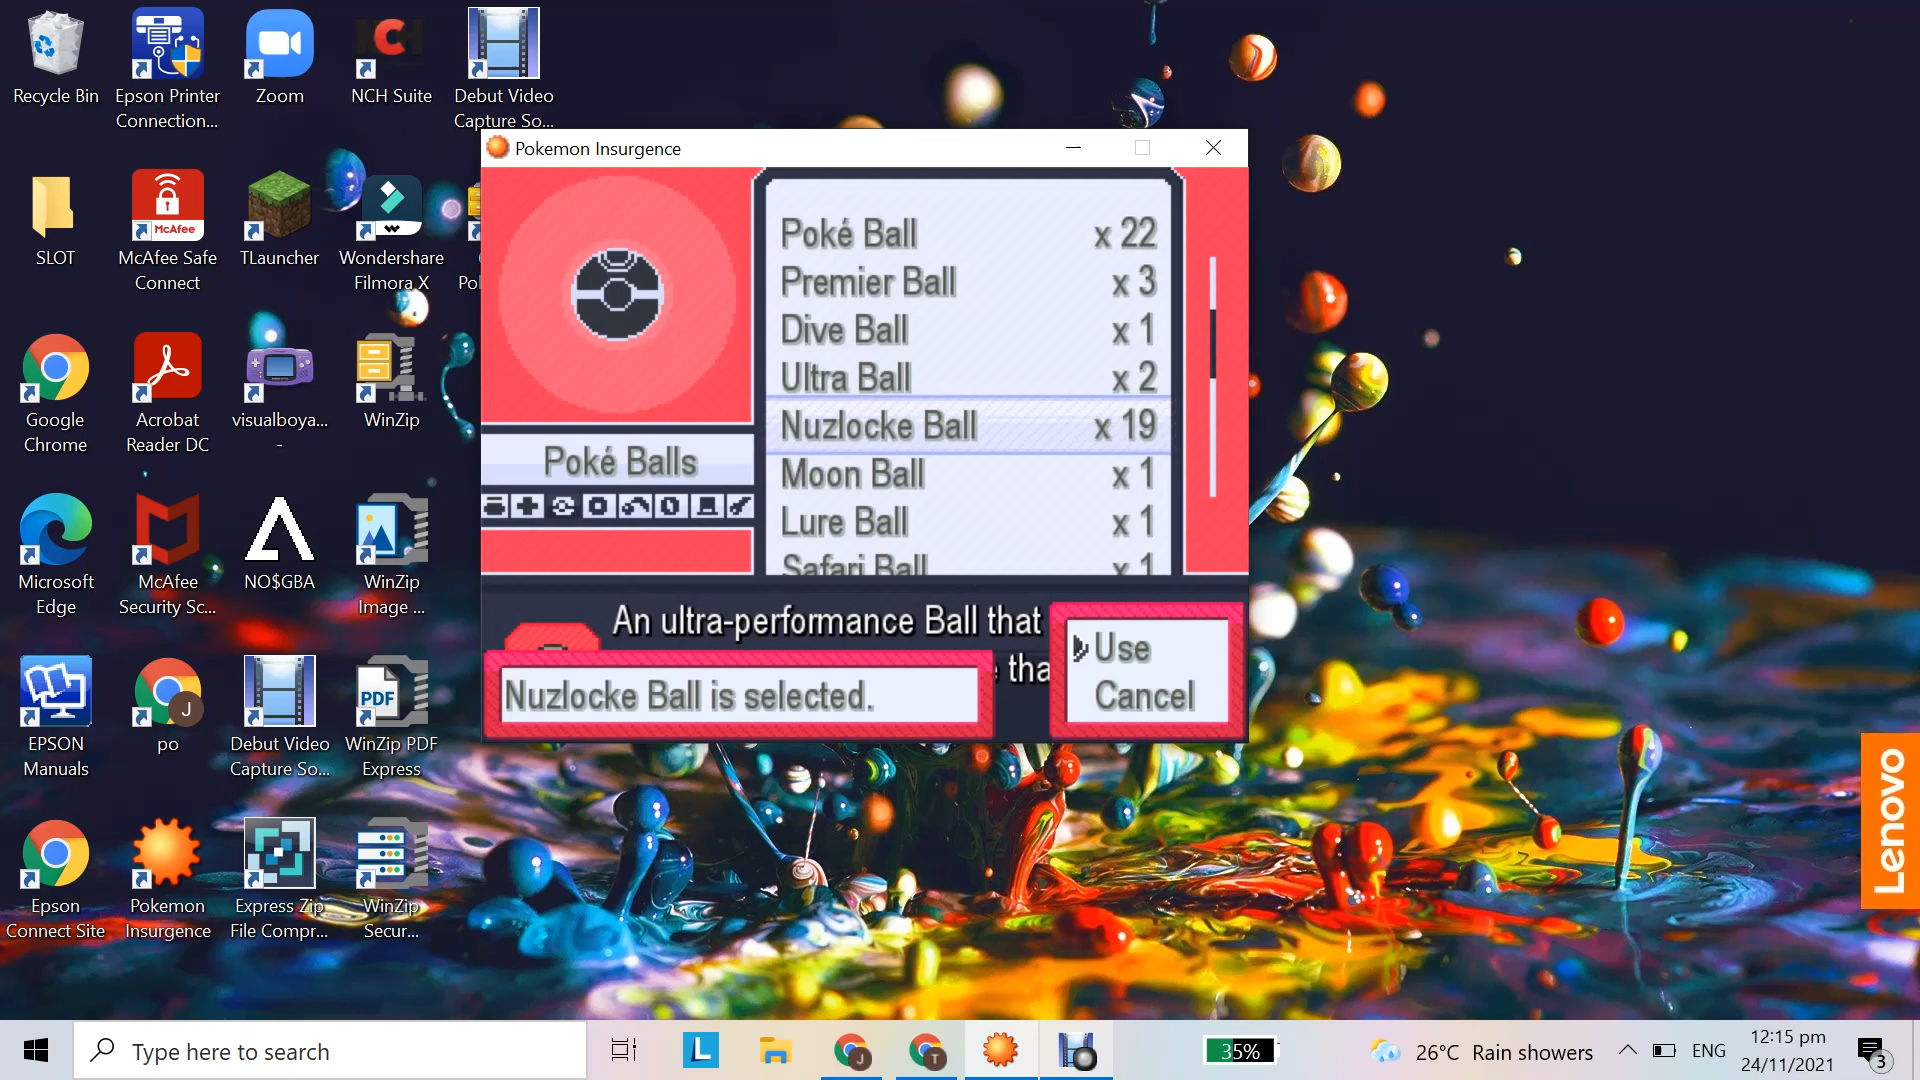 Recycle Bin
Epson Printer
Connection...
Zoom
NCH Suite
Debut Video
Capture So...
SLOT
McAfee
McAfee Safe
Connect
TLauncher
Wondershare
Filmora X
Pol
Google
Chrome
Acrobat
Reader DC
visualboya...
-
WinZip
Microsoft
Edge
McAfee
Security Sc...
NO$GBA
WinZip
Image ...
EPSON
Manuals
J
po
Debut Video
Capture So...
PDF
WinZip PDF
Express
Epson
Connect Site
Pokemon
Insurgence
Express Zip
File Compr...
WinZip
Secur...
Pokemon Insurgence
Poké Balls
Poké Ball x 22
Premier Ball x 3
Dive Ball x 1
Ultra Ball x 2
Nuzlocke Ball x 19
Moon Ball x 1
Lure Ball x 1
Safari Ball x 1
An ultra-performance Ball that
tha
Nuzlocke Ball is selected.
Use
Cancel
Lenovo
Type here to search
L
J
T
35%
26°C Rain showers
ENG
12:15 pm
24/11/2021
3